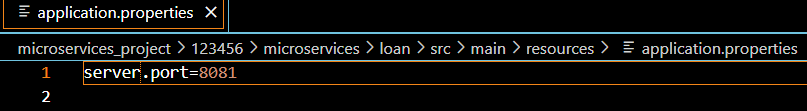 application.properties
microservices_project > 123456 > microservices > loan > src > main > resources > application.properties
1 server.port=8081
2